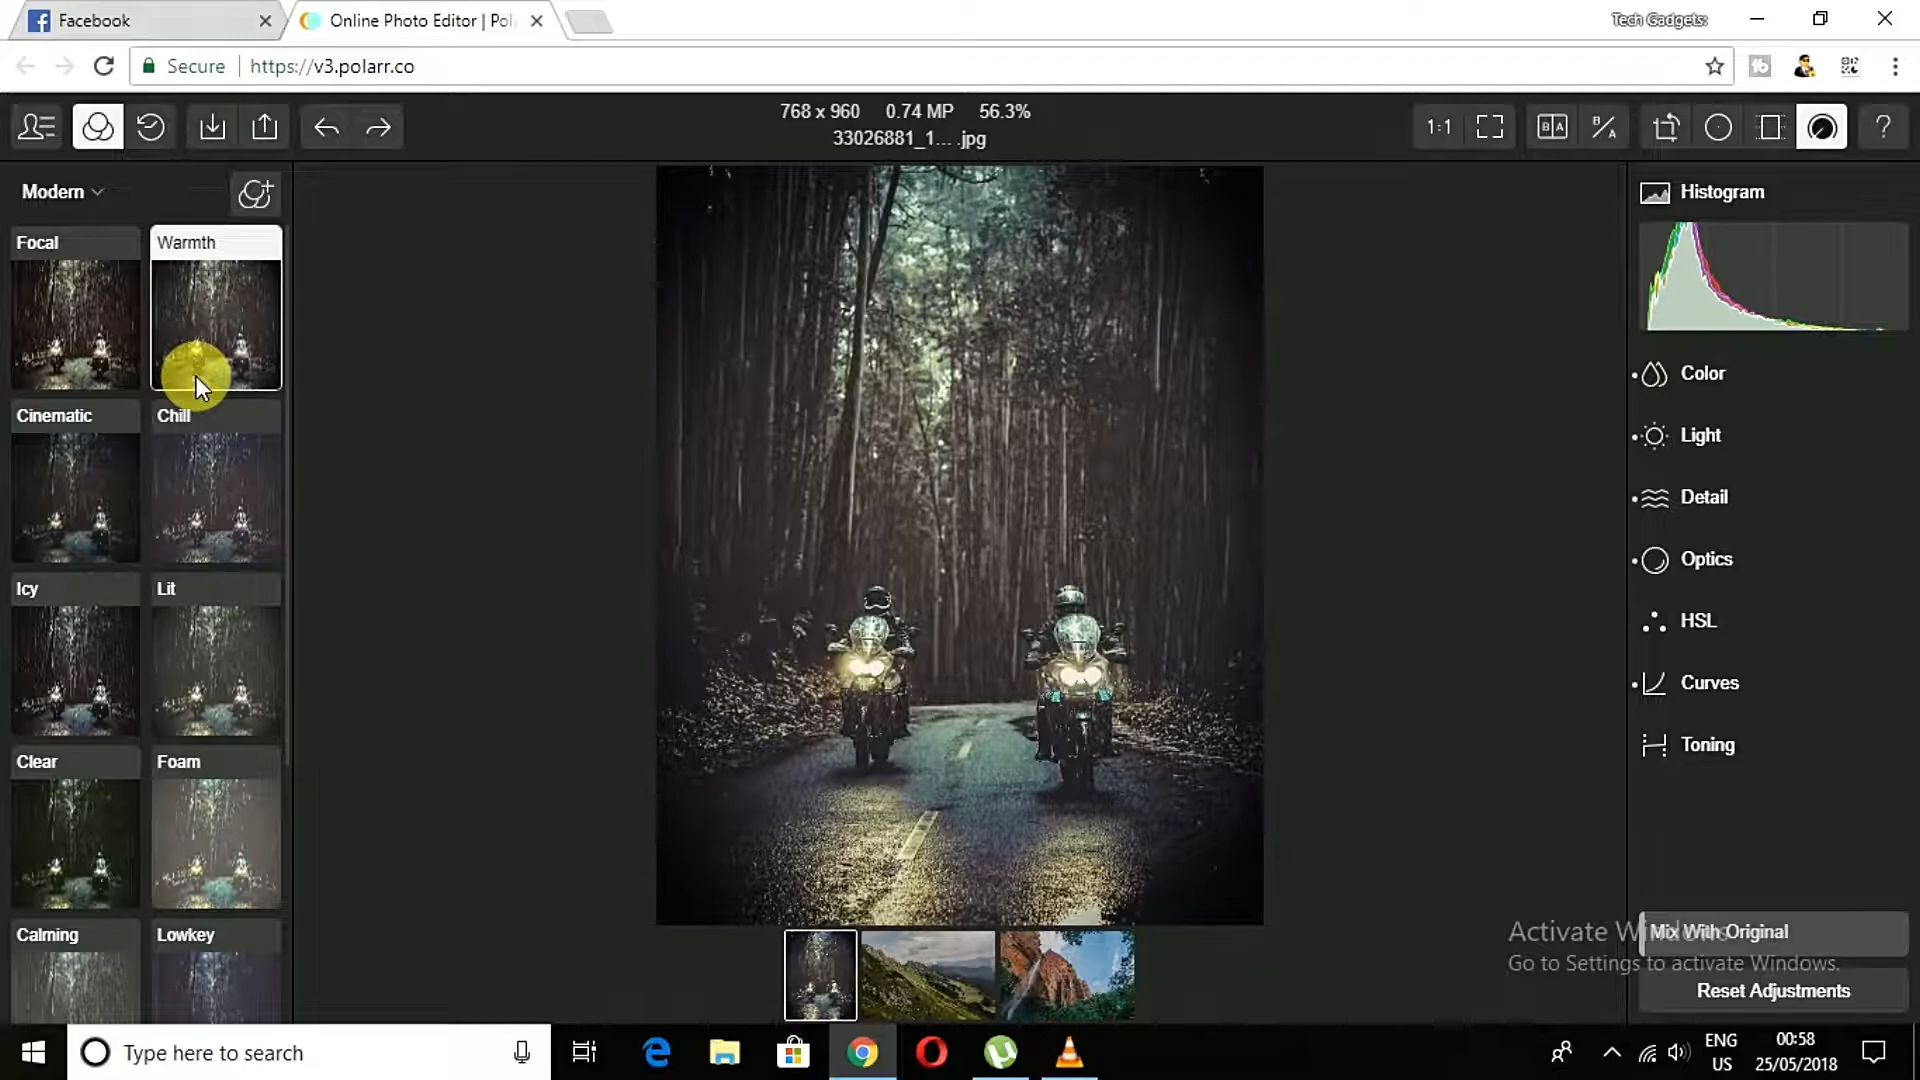 Facebook
Online Photo Editor | Pol
Tech Gadgets:
Secure
https://v3.polarr.co
768 x 960 0.74 MP 56.3%
33026881_1... .jpg
1:1
B A
B/A
?
Modern
Focal
Warmth
Cinematic
Chill
Icy
Lit
Clear
Foam
Calming
Lowkey
Histogram
Color
Light
Detail
Optics
HSL
Curves
Toning
Mix With Original
Activate Windows
Go to Settings to activate Windows.
Reset Adjustments
Type here to search
ENG
US
00:58
25/05/2018